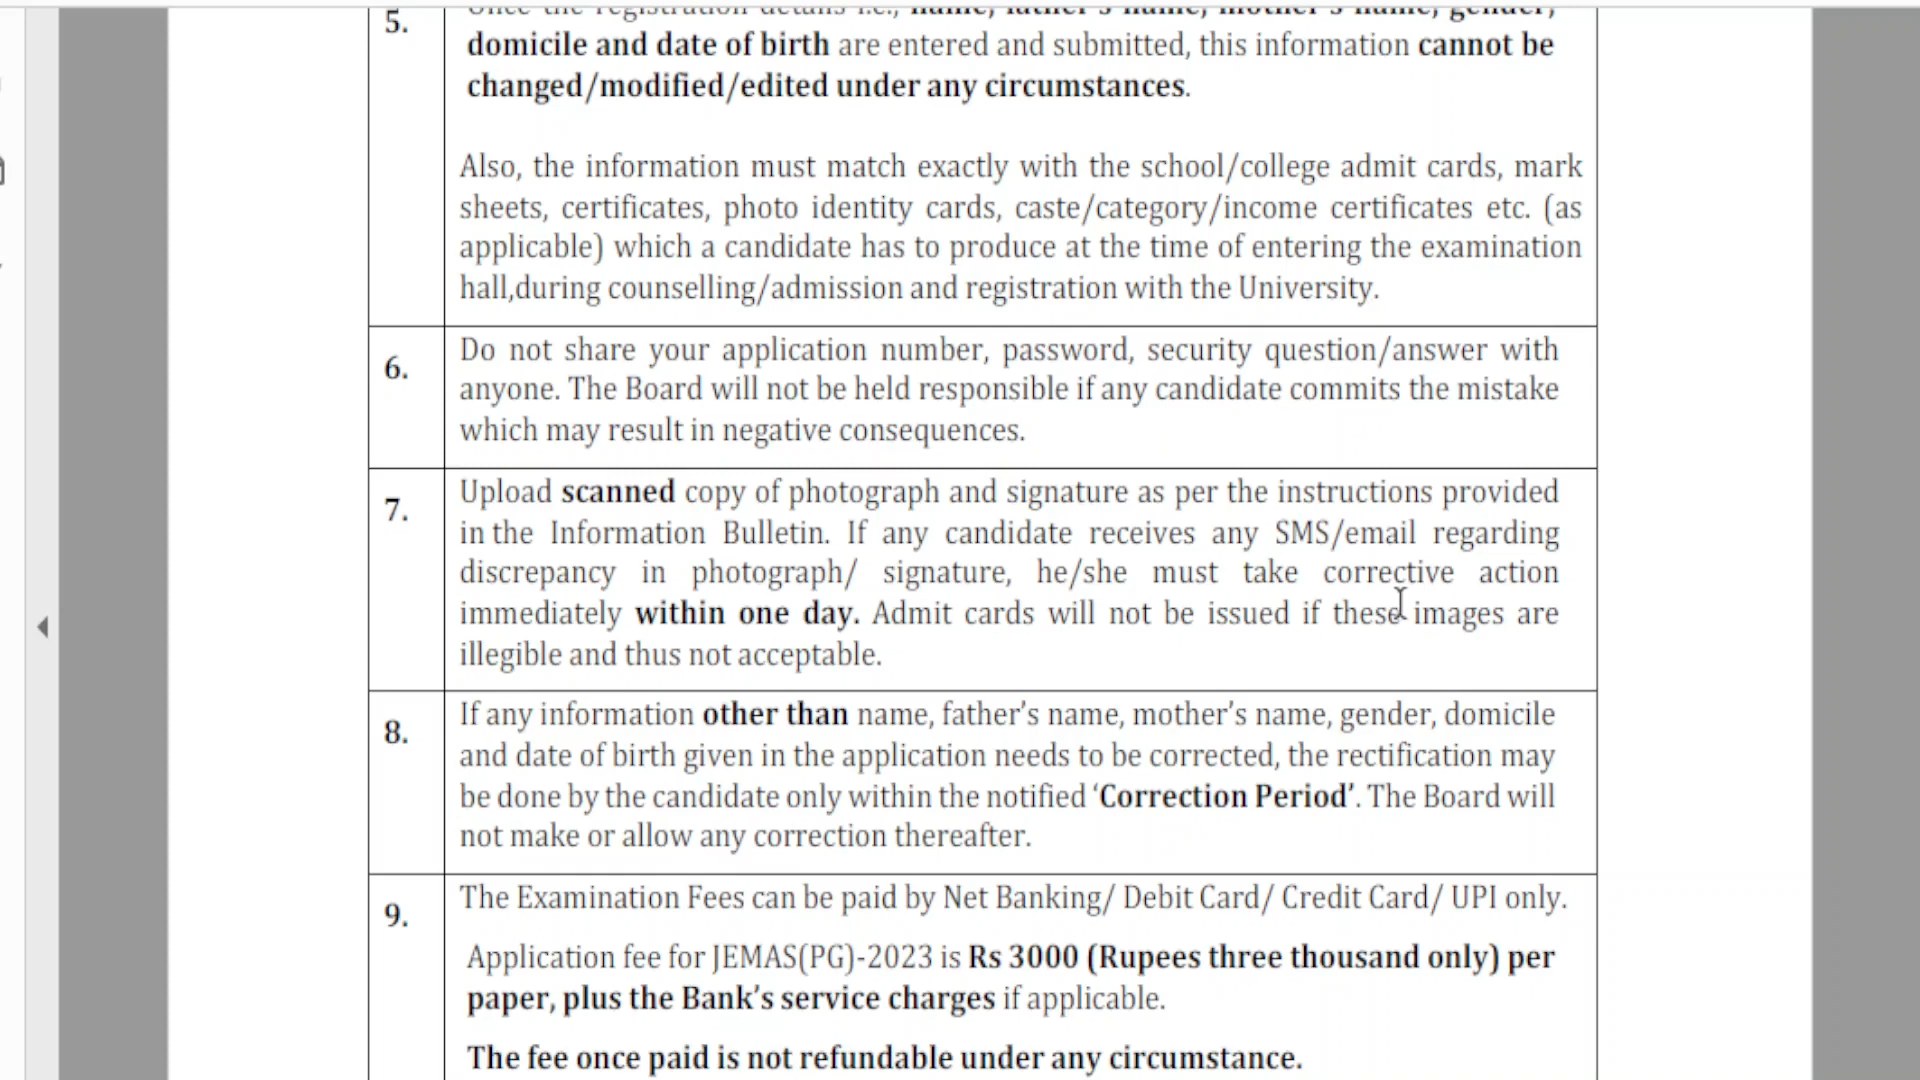 5.
Once the registration details i.e., name, father's name, mother's name, gender,
domicile and date of birth are entered and submitted, this information cannot be
changed/modified/edited under any circumstances.
Also, the information must match exactly with the school/college admit cards, mark
sheets, certificates, photo identity cards, caste/category/income certificates etc. (as
applicable) which a candidate has to produce at the time of entering the examination
hall,during counselling/admission and registration with the University.
6.
Do not share your application number, password, security question/answer with
anyone. The Board will not be held responsible if any candidate commits the mistake
which may result in negative consequences.
7.
Upload scanned copy of photograph and signature as per the instructions provided
in the Information Bulletin. If any candidate receives any SMS/email regarding
discrepancy in photograph/ signature, he/she must take corrective action
immediately within one day. Admit cards will not be issued if these images are
illegible and thus not acceptable.
8.
If any information other than name, father’s name, mother’s name, gender, domicile
and date of birth given in the application needs to be corrected, the rectification may
be done by the candidate only within the notified ‘Correction Period’. The Board will
not make or allow any correction thereafter.
9.
The Examination Fees can be paid by Net Banking/ Debit Card/ Credit Card/ UPI only.
Application fee for JEMAS(PG)-2023 is Rs 3000 (Rupees three thousand only) per
paper, plus the Bank’s service charges if applicable.
The fee once paid is not refundable under any circumstance.